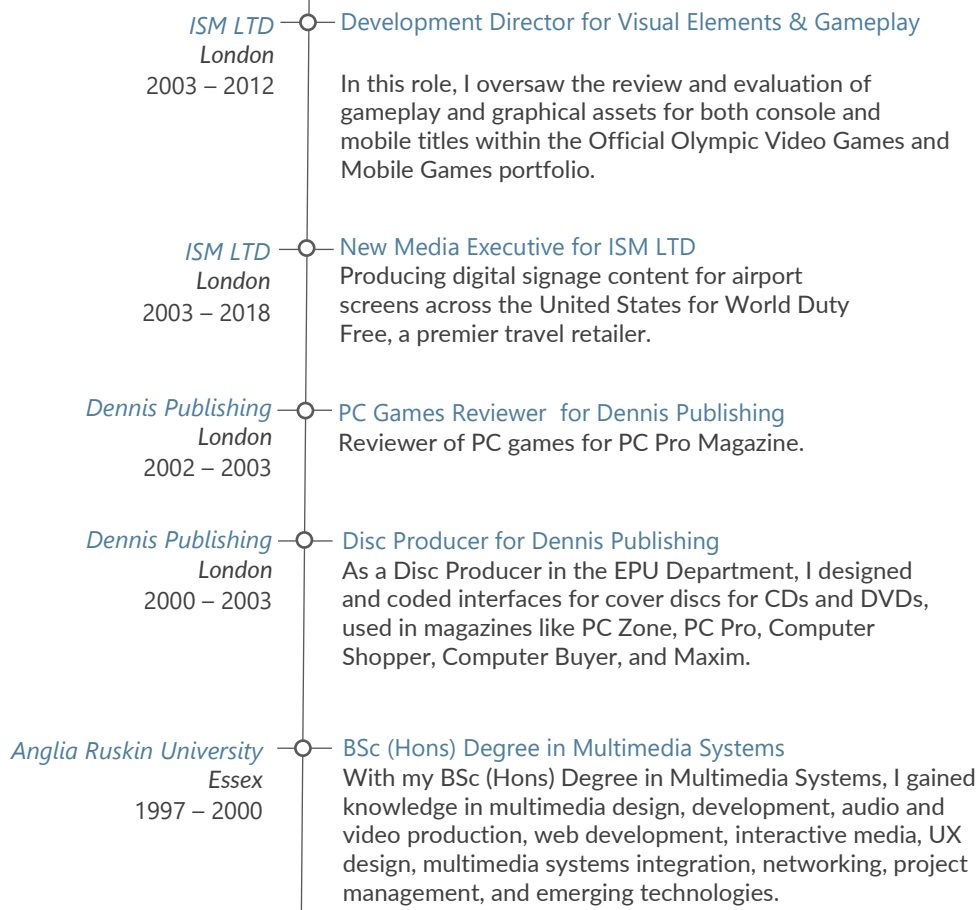 ISM LTD
London
2003 – 2012
Development Director for Visual Elements & Gameplay
In this role, I oversaw the review and evaluation of
gameplay and graphical assets for both console and
mobile titles within the Official Olympic Video Games and
Mobile Games portfolio.
ISM LTD
London
2003 – 2018
New Media Executive for ISM LTD
Producing digital signage content for airport
screens across the United States for World Duty
Free, a premier travel retailer.
Dennis Publishing
London
2002 – 2003
PC Games Reviewer  for Dennis Publishing
Reviewer of PC games for PC Pro Magazine.
Dennis Publishing
London
2000 – 2003
Disc Producer for Dennis Publishing
As a Disc Producer in the EPU Department, I designed
and coded interfaces for cover discs for CDs and DVDs,
used in magazines like PC Zone, PC Pro, Computer
Shopper, Computer Buyer, and Maxim.
Anglia Ruskin University
Essex
1997 – 2000
BSc (Hons) Degree in Multimedia Systems
With my BSc (Hons) Degree in Multimedia Systems, I gained
knowledge in multimedia design, development, audio and
video production, web development, interactive media, UX
design, multimedia systems integration, networking, project
management, and emerging technologies.